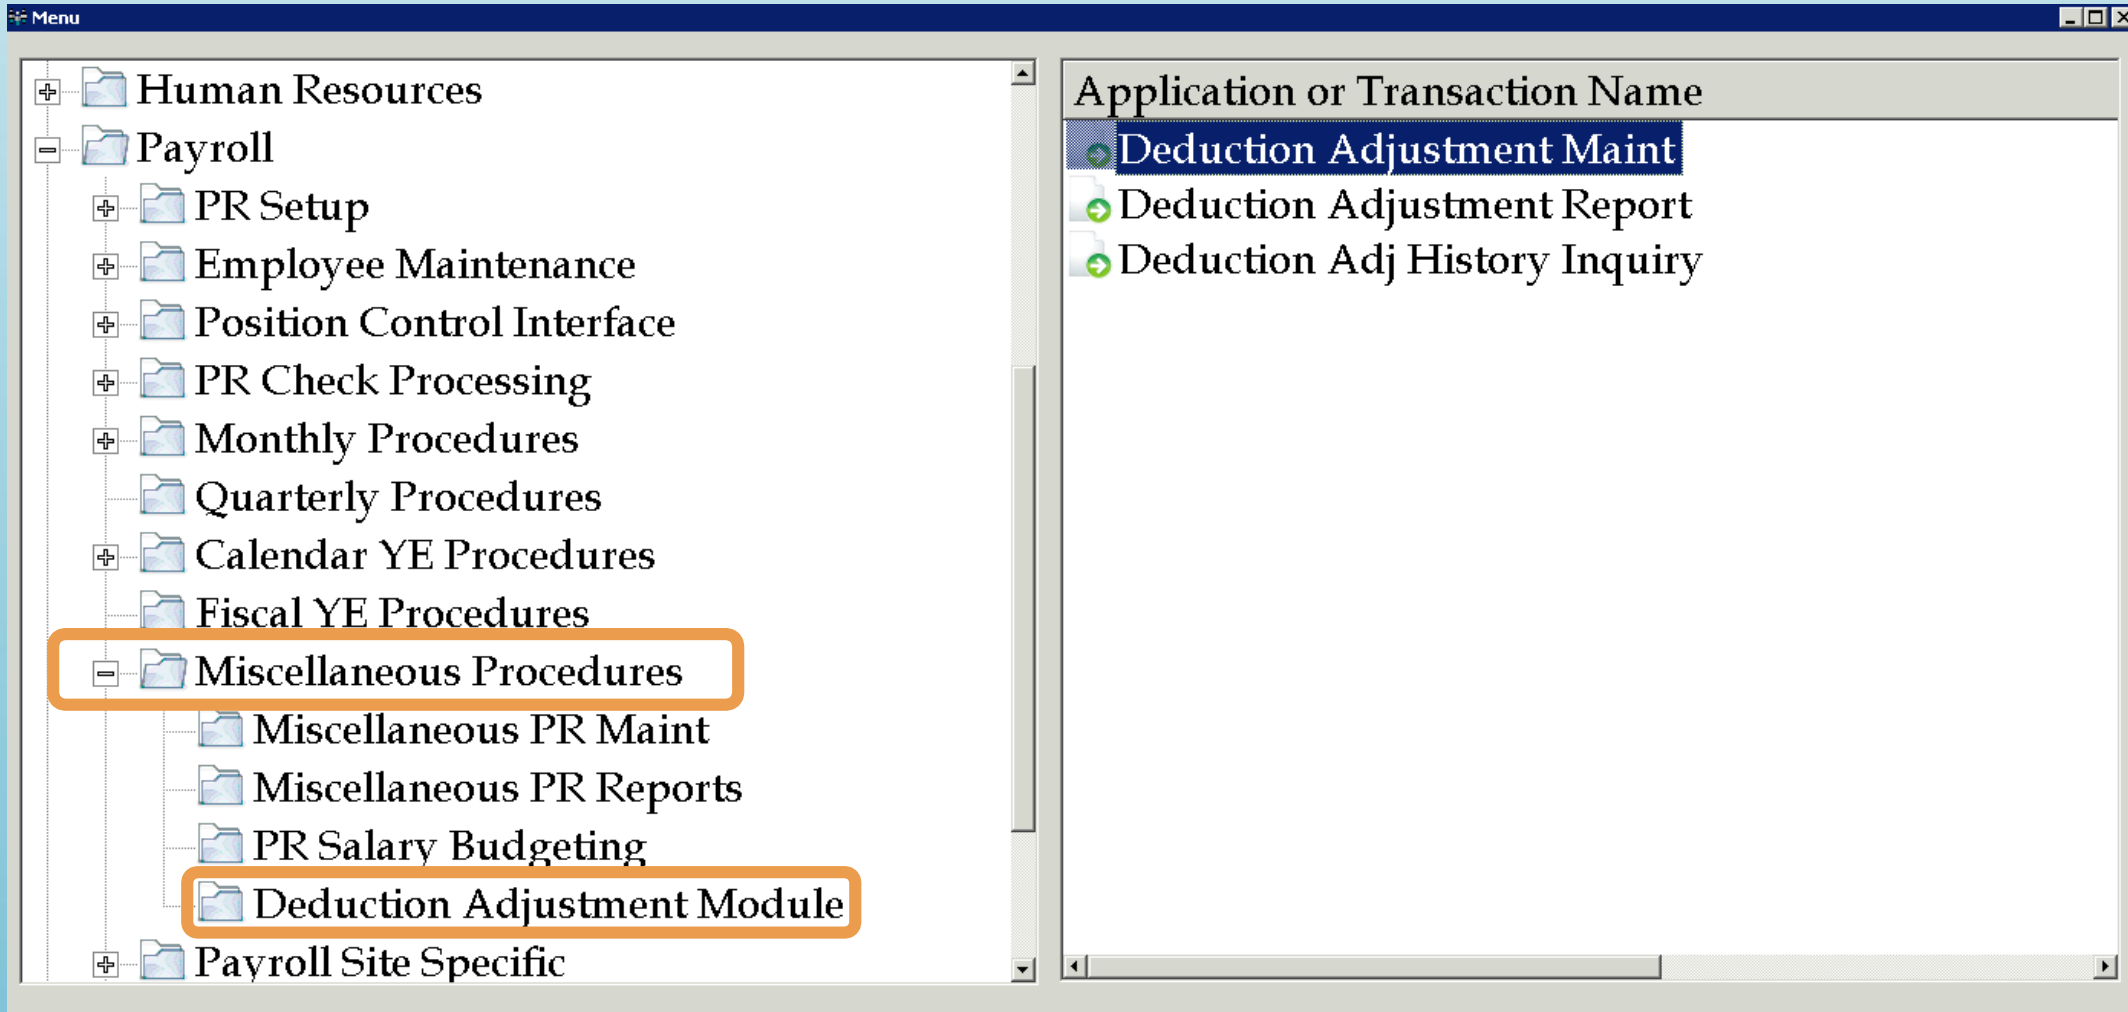 Menu
Human Resources
Payroll
PR Setup
Employee Maintenance
Position Control Interface
PR Check Processing
Monthly Procedures
Quarterly Procedures
Calendar YE Procedures
Fiscal YE Procedures
Miscellaneous Procedures
Miscellaneous PR Maint
Miscellaneous PR Reports
PR Salary Budgeting
Deduction Adjustment Module
Payroll Site Specific
Application or Transaction Name
Deduction Adjustment Maint
Deduction Adjustment Report
Deduction Adj History Inquiry